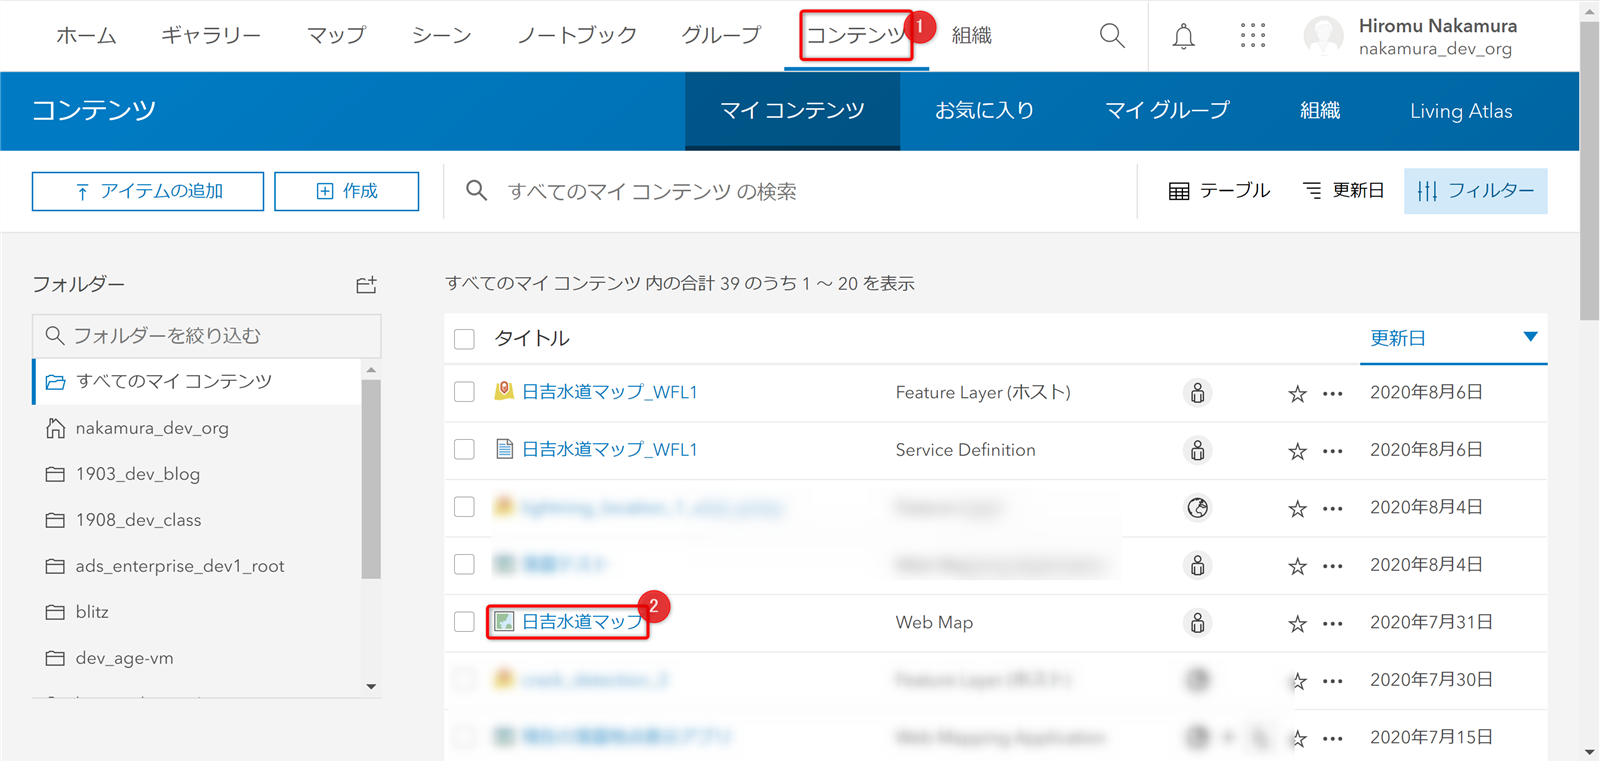 ホーム ギャラリー マップ シーン ノートブック グループ コンテンツ 1 組織 Hiromu Nakamura
nakamura_dev_org
コンテンツ マイ コンテンツ お気に入り マイ グループ 組織 Living Atlas
アイテムの追加 作成 すべてのマイ コンテンツ の検索 テーブル 更新日 フィルター
フォルダー すべてのマイ コンテンツ 内の合計 39 のうち 1 ～ 20 を表示
フォルダーを絞り込む タイトル 更新日
すべてのマイ コンテンツ 日吉水道マップ_WFL1 Feature Layer (ホスト) 2020年8月6日
nakamura_dev_org
日吉水道マップ_WFL1 Service Definition 2020年8月6日
1903_dev_blog
2020年8月4日
1908_dev_class
ads_enterprise_dev1_root 2020年8月4日
blitz 日吉水道マップ 2 Web Map 2020年7月31日
dev_age-vm
2020年7月30日
2020年7月15日